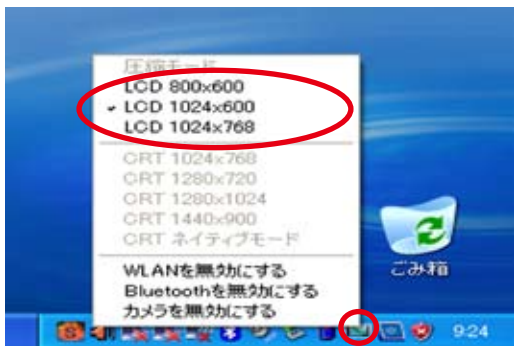 圧縮モード
LCD 800x600
LCD 1024x600
LCD 1024x768
CRT 1024x768
CRT 1280x720
CRT 1280x1024
CRT 1440x900
CRT ネイティブモード
WLANを無効にする
Bluetoothを無効にする
カメラを無効にする
ごみ箱
9:24